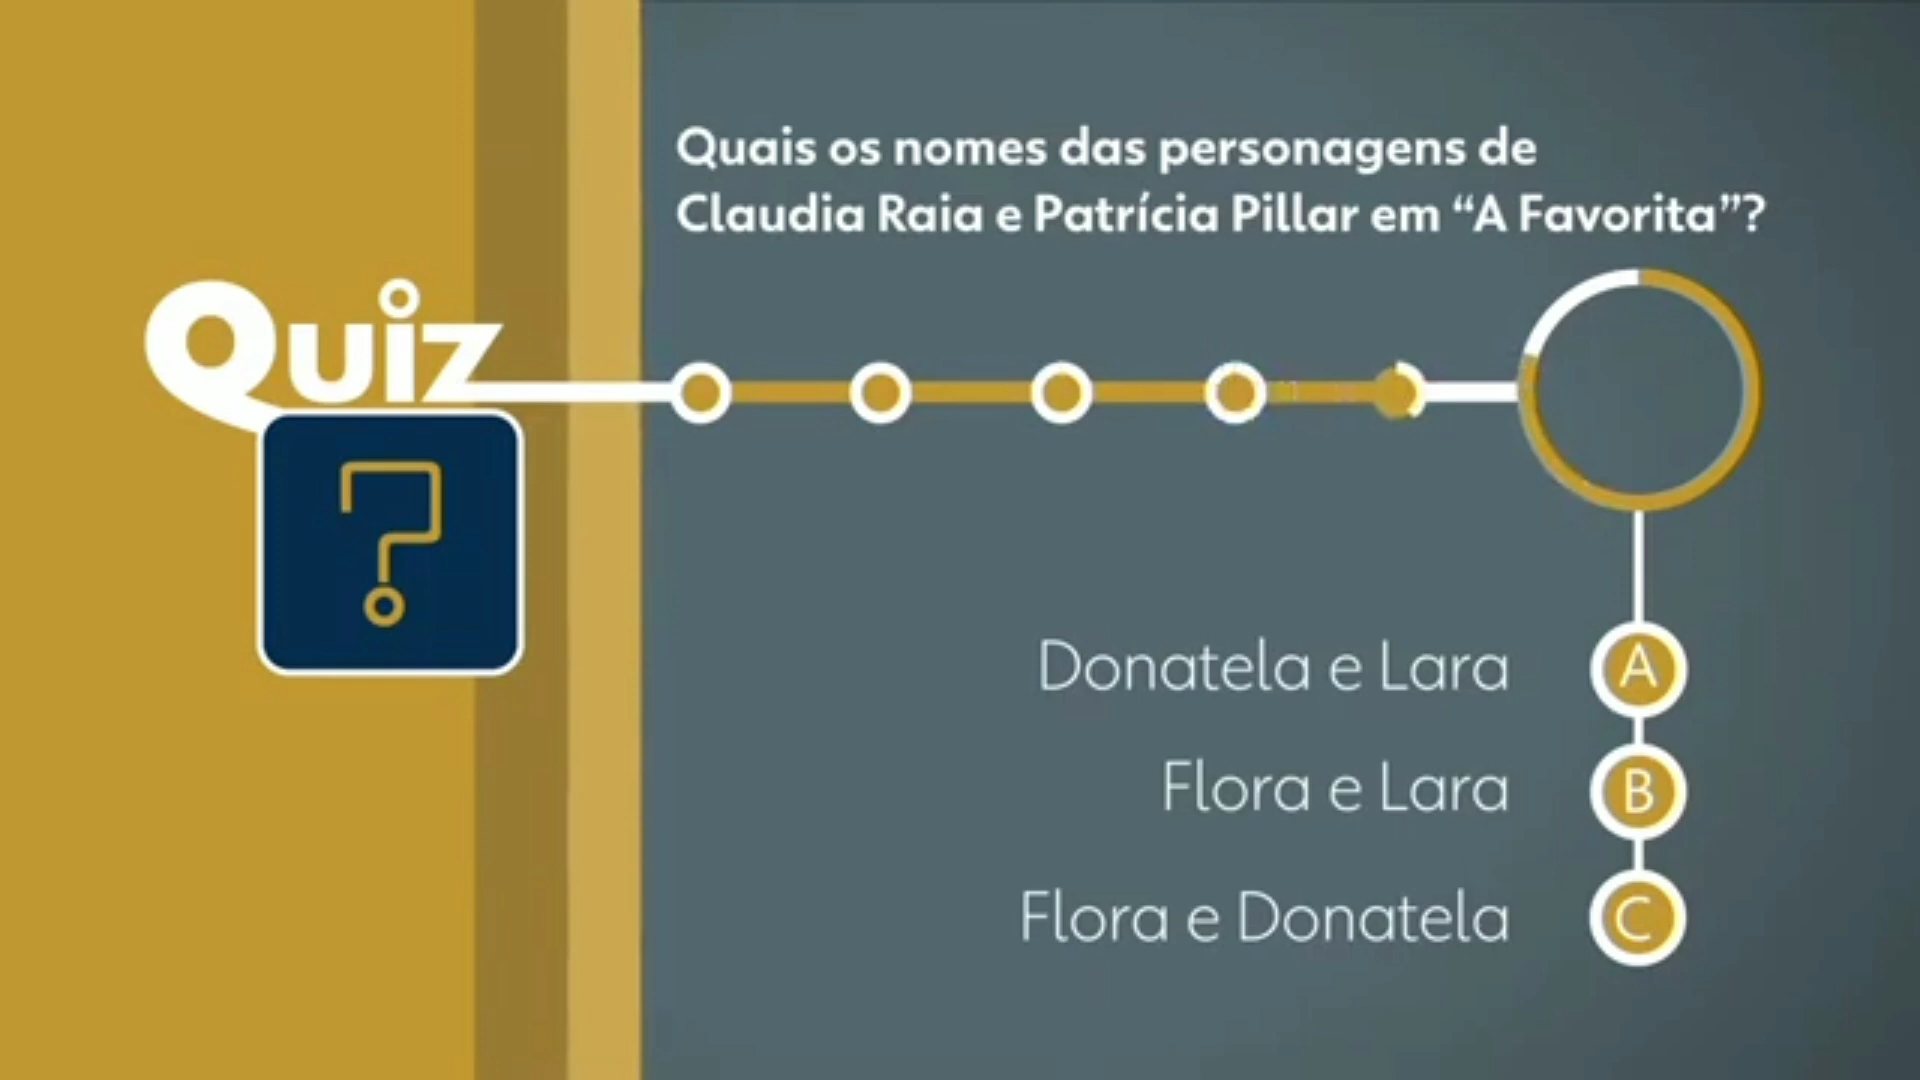 Quais os nomes das personagens de
Claudia Raia e Patrícia Pillar em “A Favorita”?
Quiz
?
Donatela e Lara A
Flora e Lara B
Flora e Donatela C